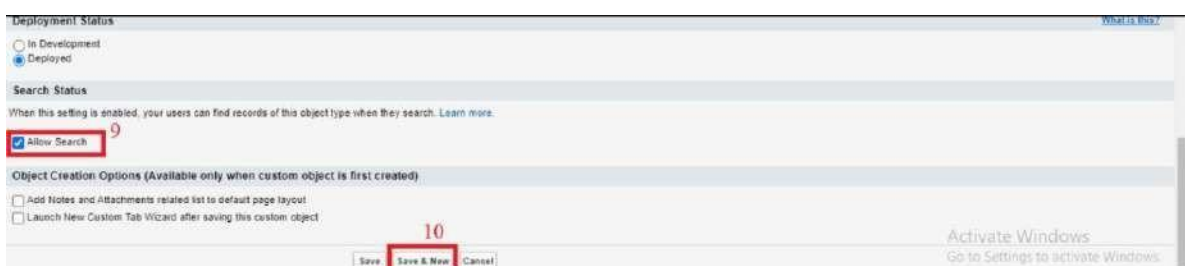 Deployment Status
What is this?
In Development
Deployed
Search Status
When this setting is enabled, your users can find records of this object type when they search. Learn more.
9
Allow Search
Object Creation Options (Available only when custom object is first created)
Add Notes and Attachments related list to default page layout
Launch New Custom Tab Wizard after saving this custom object
10
Save Save & New Cancel
Activate Windows
Go to Settings to activate Windows.